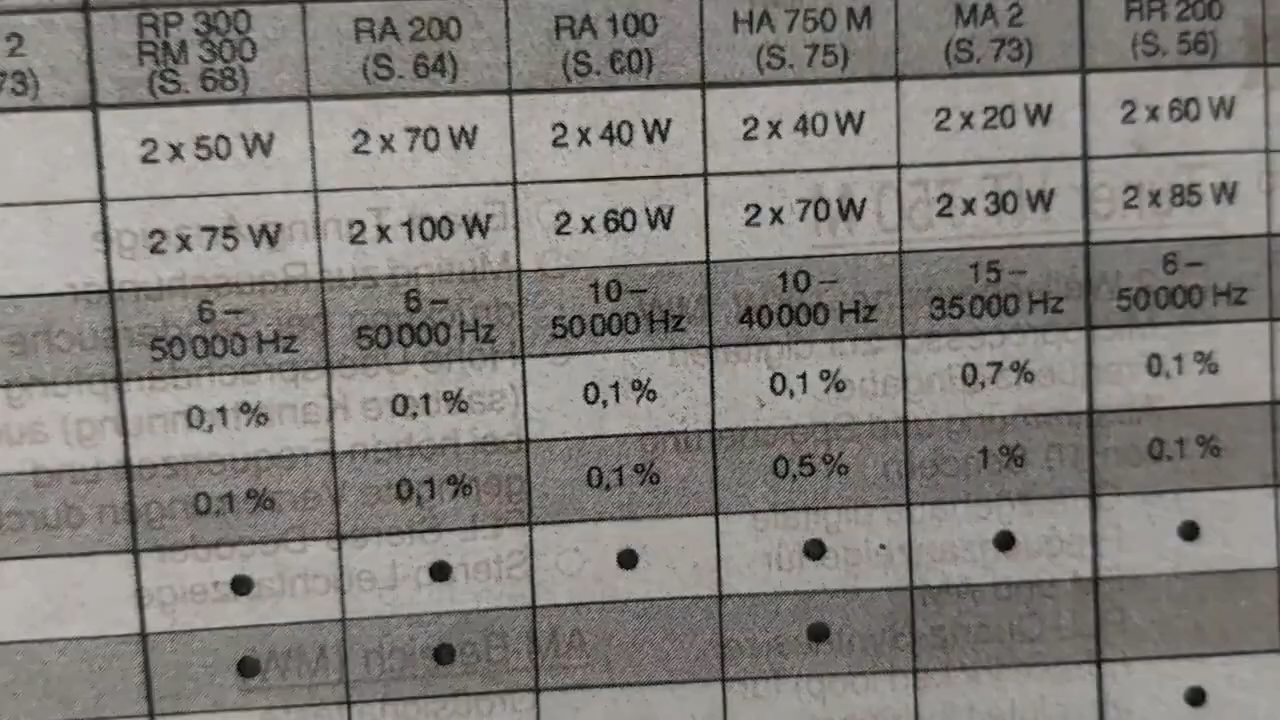 2 RP 300 RA 200 RA 100 HA 750 M MA 2 RR 200
RM 300
73) (S. 68) (S. 64) (S. 60) (S. 75) (S. 73) (S. 56)
2 x 50 W 2 x 70 W 2 x 40 W 2 x 40 W 2 x 20 W 2 x 60 W
2 x 75 W 2 x 100 W 2 x 60 W 2 x 70 W 2 x 30 W 2 x 85 W
6– 6– 10– 10– 15– 6–
50000 Hz 50000 Hz 50000 Hz 40000 Hz 35000 Hz 50000 Hz
0,1 % 0,1 % 0,1 % 0,1 % 0,7 % 0,1 %
0,1 % 0,1 % 0,1 % 0,5 % 1 % 0,1 %
● ● ● ● ● ●
● ● ●
●